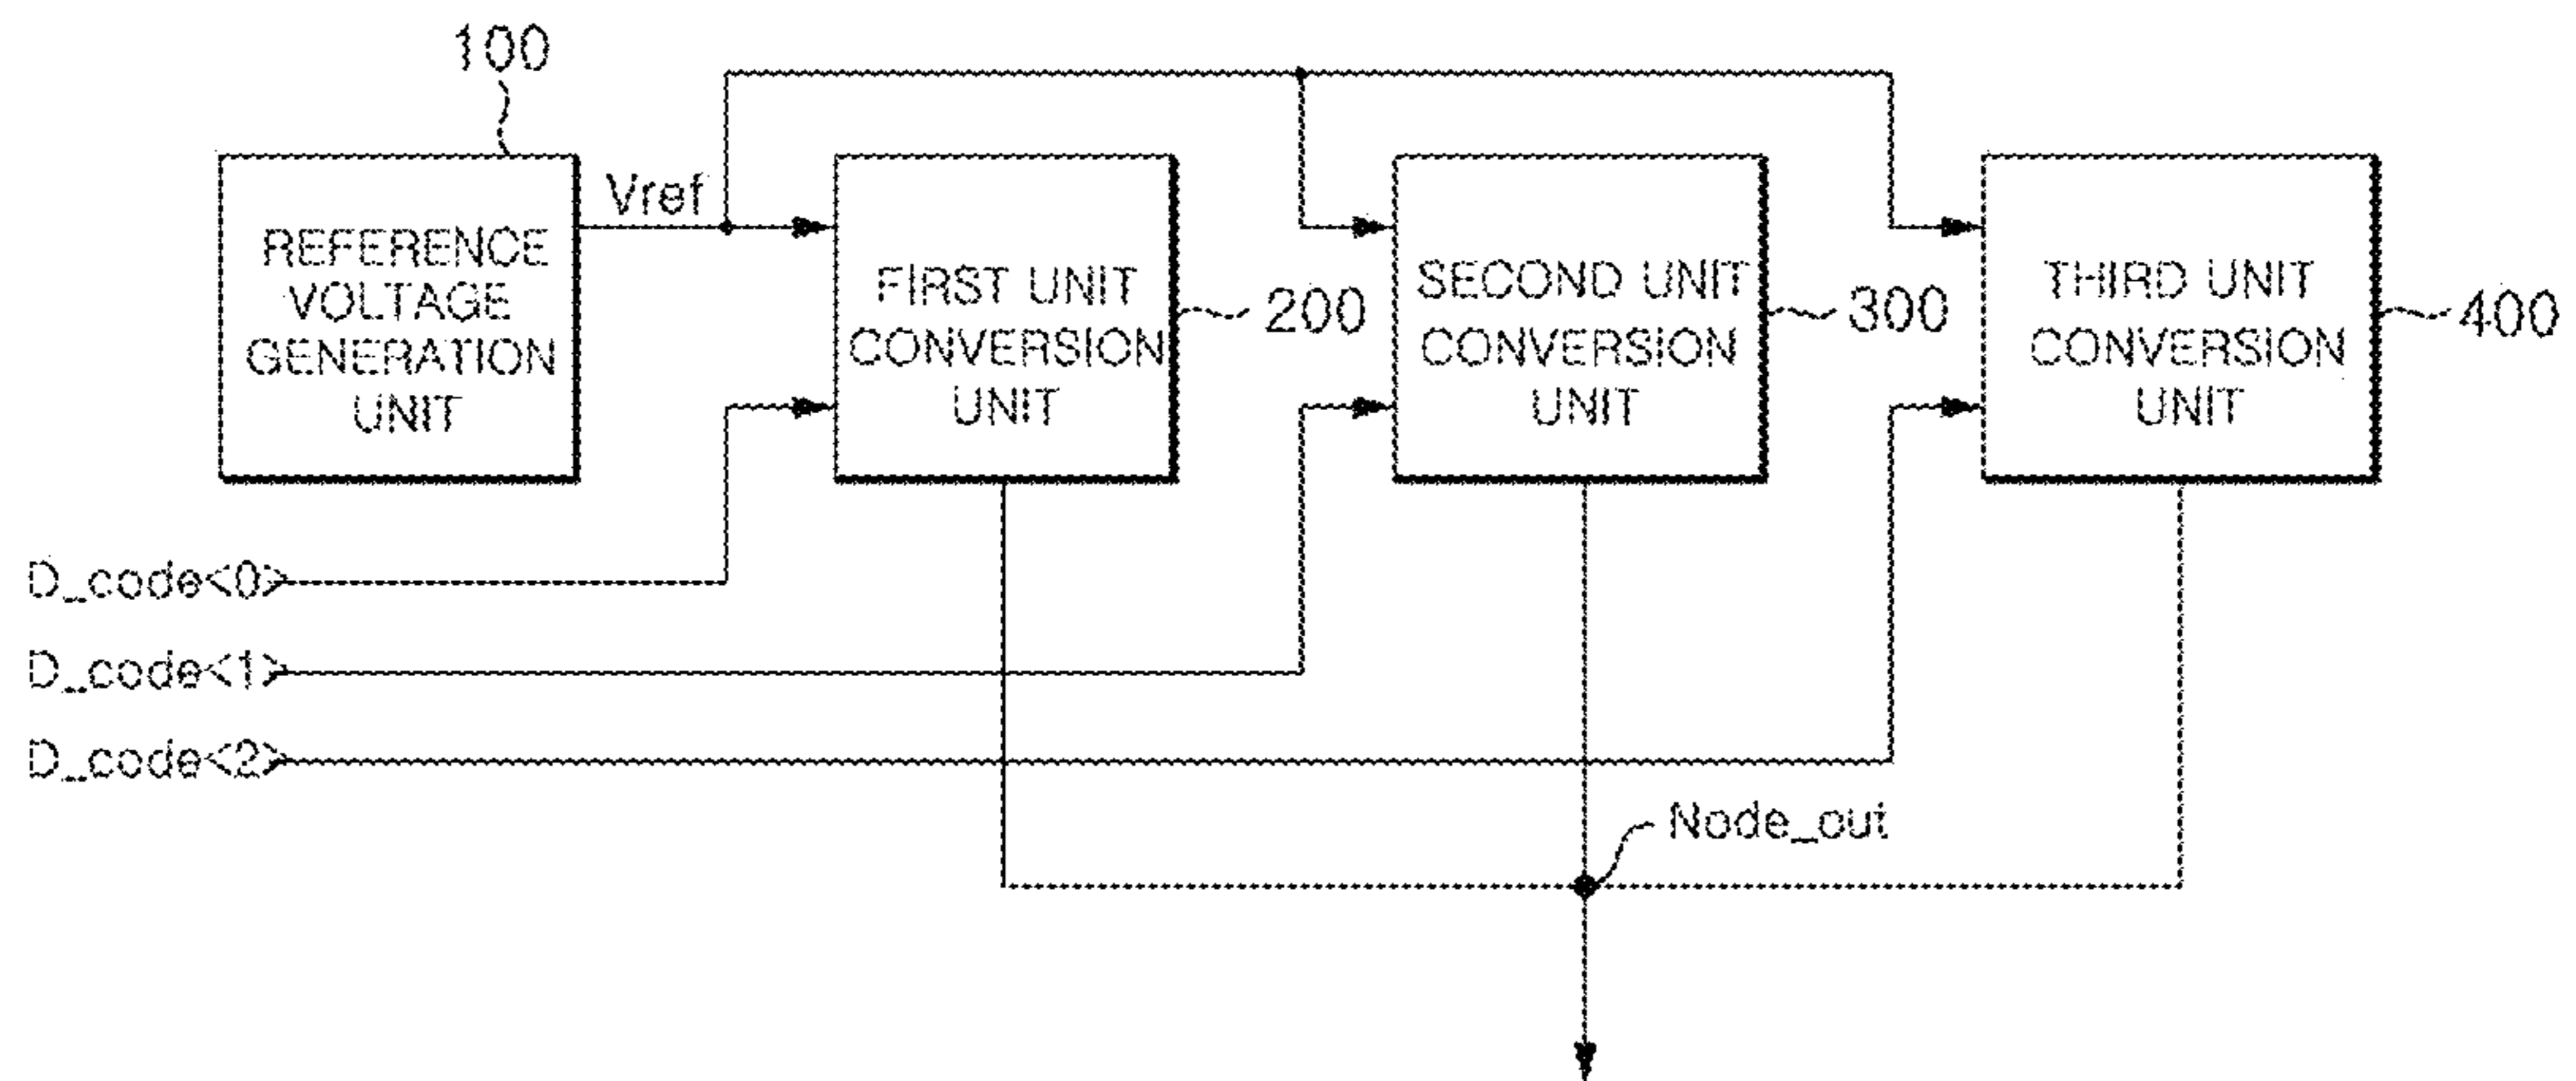 100
Vref
REFERENCE
VOLTAGE
GENERATION
UNIT
FIRST UNIT
CONVERSION
UNIT
200
SECOND UNIT
CONVERSION
UNIT
300
THIRD UNIT
CONVERSION
UNIT
400
D_code<0>
D_code<1>
D_code<2>
Node_out